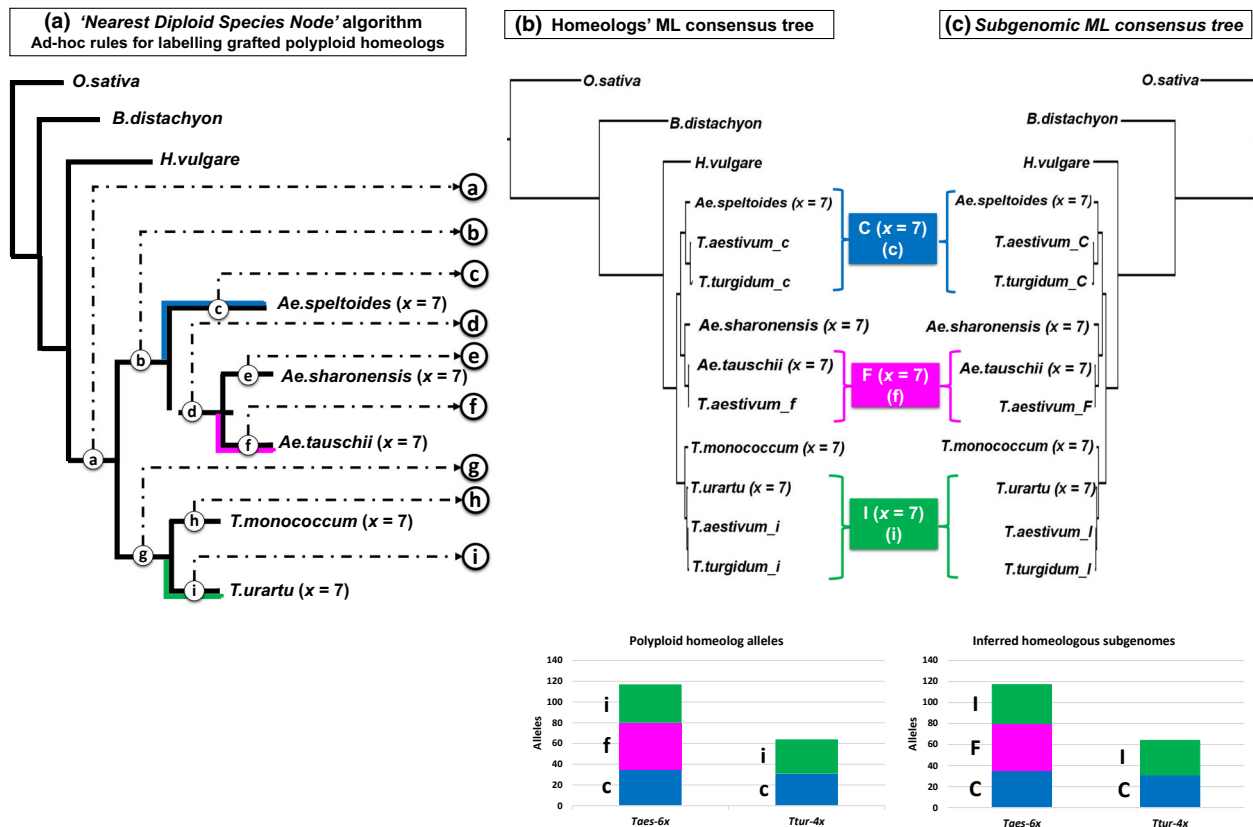 (a) 'Nearest Diploid Species Node' algorithm
Ad-hoc rules for labelling grafted polyploid homeologs
O.sativa
B.distachyon
H.vulgare
a
b
c
c
Ae.speltoides (x = 7)
d
b
e
e
Ae.sharonensis (x = 7)
d
f
f
Ae.tauschii (x = 7)
a
g
h
h
T.monococcum (x = 7)
g
i
i
T.urartu (x = 7)
(b) Homeologs' ML consensus tree
O.sativa
B.distachyon
H.vulgare
Ae.speltoides (x = 7)
T.aestivum_c
T.turgidum_c
Ae.sharonensis (x = 7)
Ae.tauschii (x = 7)
T.aestivum_f
T.monococcum (x = 7)
T.urartu (x = 7)
T.aestivum_i
T.turgidum_i
C (x = 7)
(c)
F (x = 7)
(f)
I (x = 7)
(i)
(c) Subgenomic ML consensus tree
O.sativa
B.distachyon
H.vulgare
Ae.speltoides (x = 7)
T.aestivum_C
T.turgidum_C
Ae.sharonensis (x = 7)
Ae.tauschii (x = 7)
T.aestivum_F
T.monococcum (x = 7)
T.urartu (x = 7)
T.aestivum_I
T.turgidum_I
Polyploid homeolog alleles
Alleles
140
120
100
80
60
40
20
0
i
f
c
i
c
Taes-6x
Ttur-4x
Inferred homologous subgenomes
Alleles
140
120
100
80
60
40
20
0
I
F
C
I
C
Taes-6x
Ttur-4x